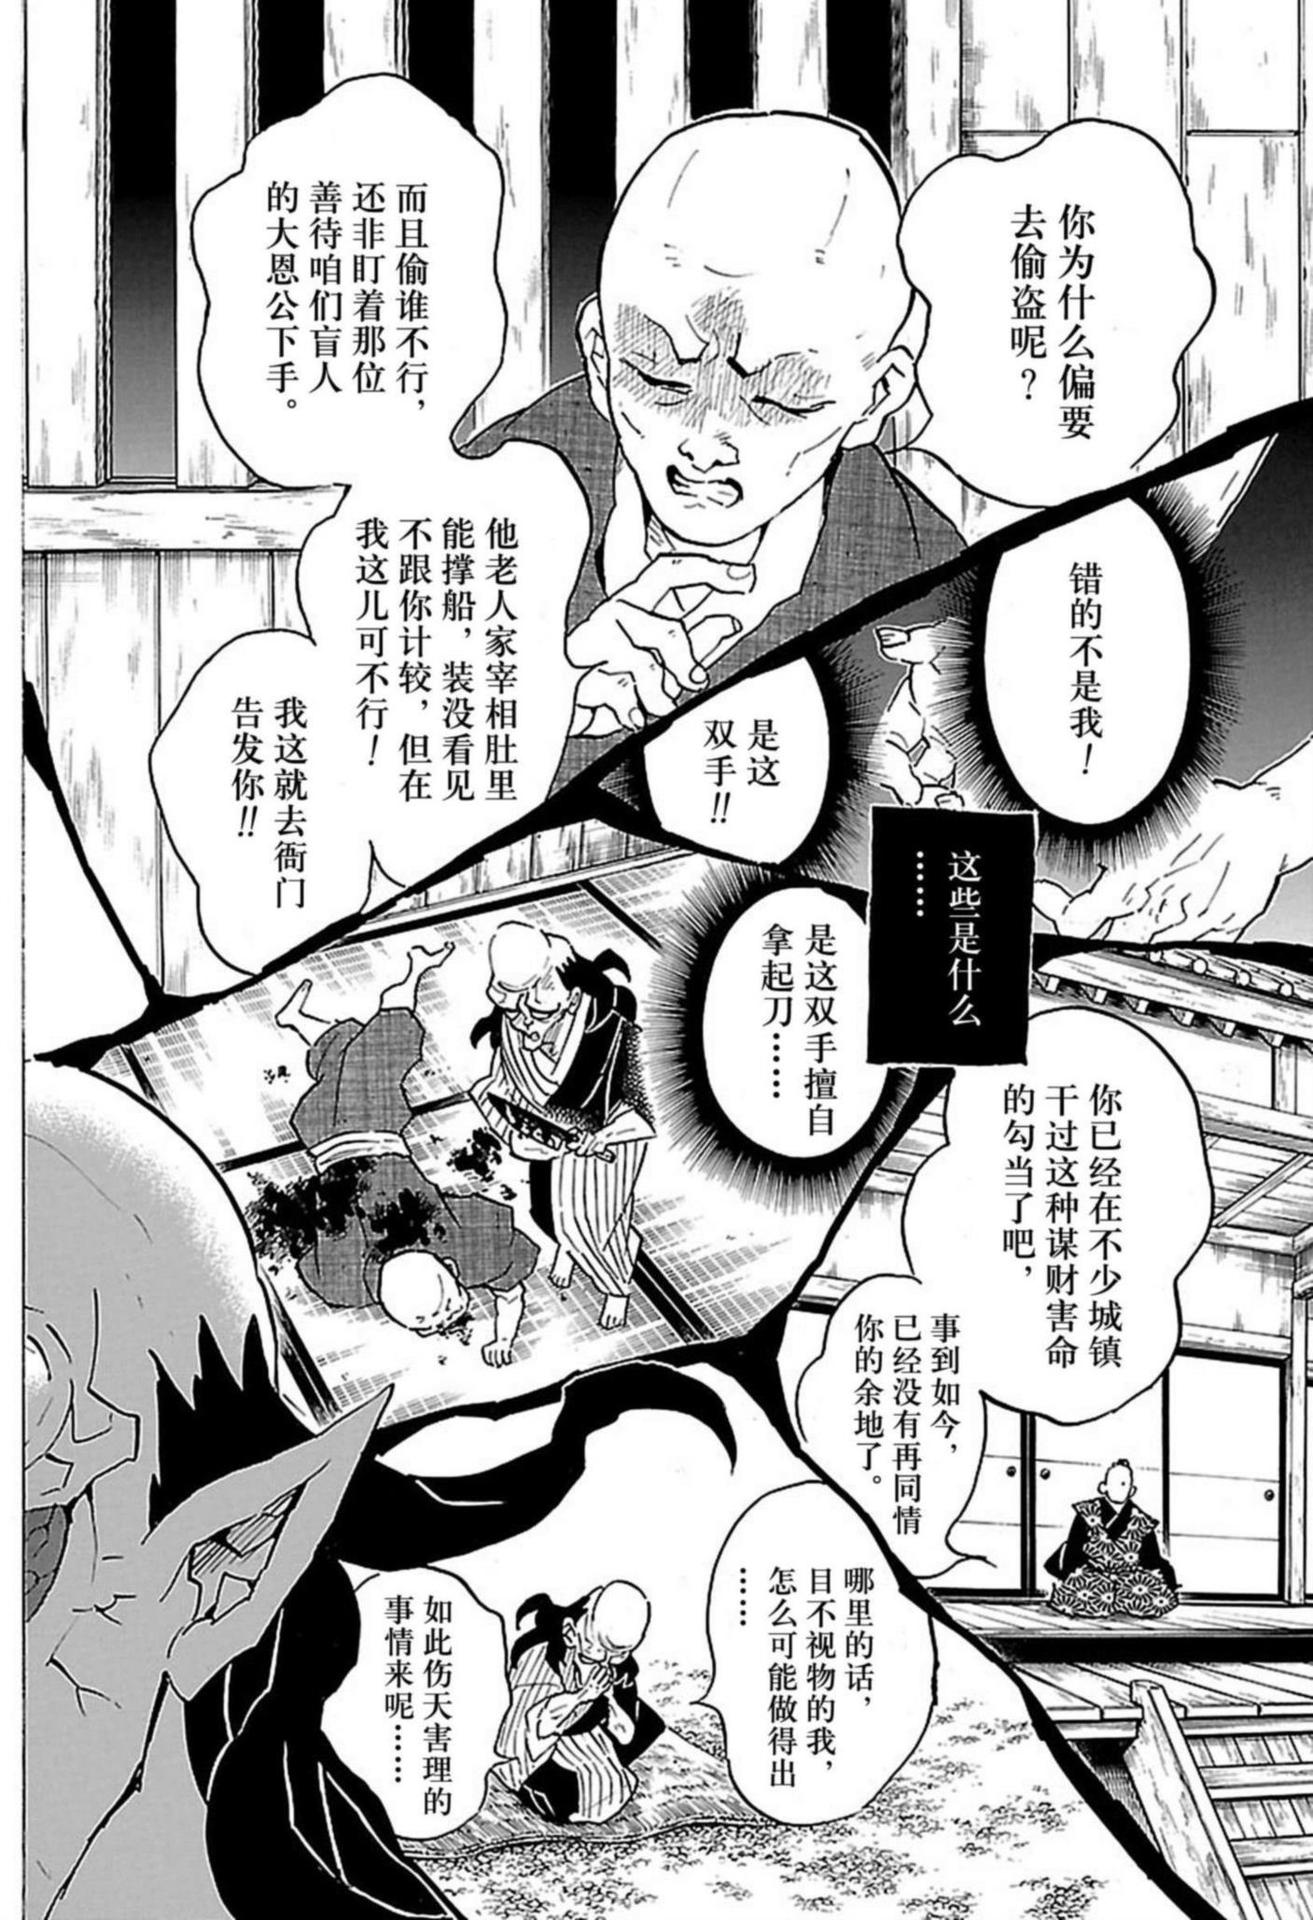 你为什么偏要
去偷盗呢？
而且偷谁不行，
还非盯着那位
善待咱们盲人
的大恩公下手。
他老人家宰相肚里
能撑船，装没看见
不跟你计较，但在
我这儿可不行！
我这就去衙门
告发你!!
错的不是我！
是这
双手!!
这些是什么
……
是这双手擅自
拿起刀……
你已经在不少城镇
干过这种谋财害命
的勾当了吧，
事到如今，
已经没有再同情
你的余地了。
哪里的话，
目不视物的我，
怎么可能做得出
……
如此伤天害理的
事情来呢……